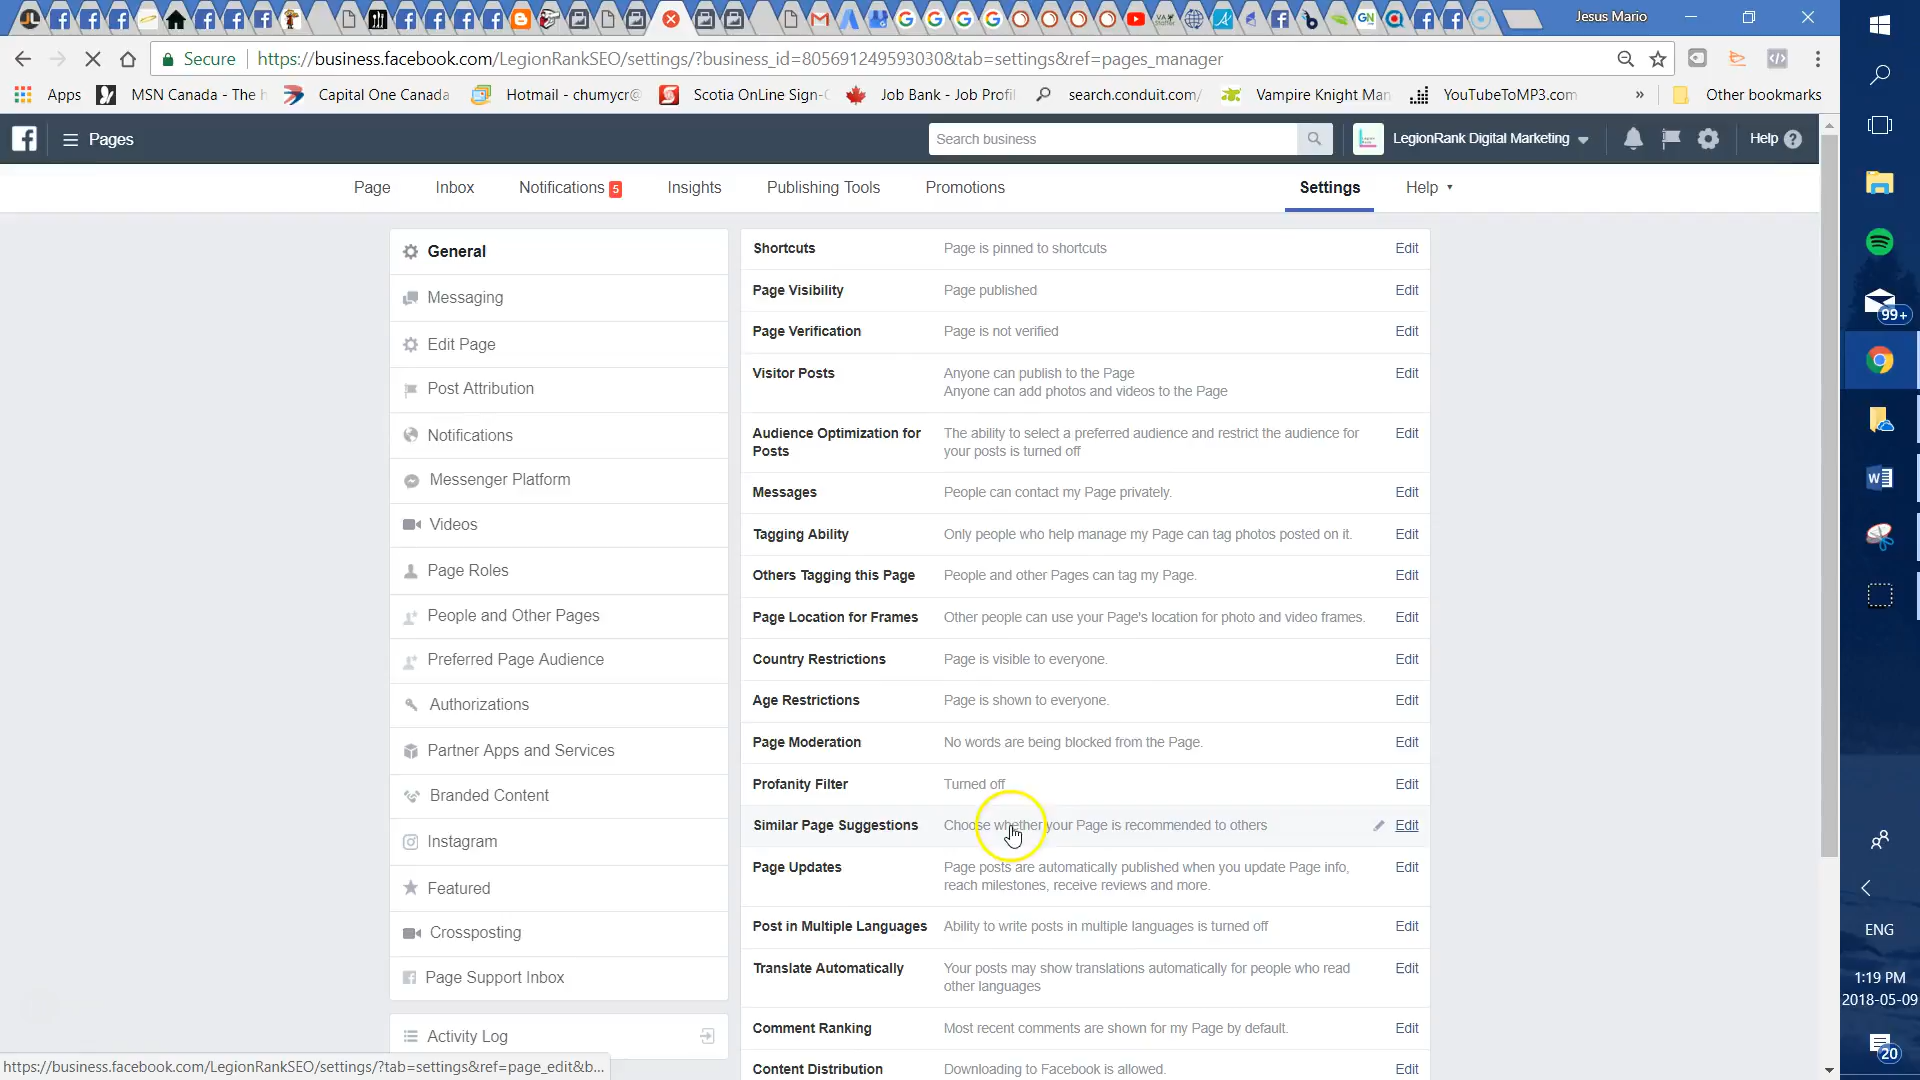 Jesus Mario
Secure https://business.facebook.com/LegionRankSEO/settings/?business_id=805691249593030&tab=settings&ref=pages_manager
Apps MSN Canada - The h Capital One Canada Hotmail - chumycr@ Scotia OnLine Sign-C Job Bank - Job Profil search.conduit.com/ Vampire Knight Man YouTubeToMP3.com » Other bookmarks
Pages Search business LegionRank Digital Marketing Help
Page Inbox Notifications 5 Insights Publishing Tools Promotions Settings Help
General
Messaging
Edit Page
Post Attribution
Notifications
Messenger Platform
Videos
Page Roles
People and Other Pages
Preferred Page Audience
Authorizations
Partner Apps and Services
Branded Content
Instagram
Featured
Crossposting
Page Support Inbox
Activity Log
Shortcuts Page is pinned to shortcuts Edit
Page Visibility Page published Edit
Page Verification Page is not verified Edit
Visitor Posts Anyone can publish to the Page Edit
Anyone can add photos and videos to the Page
Audience Optimization for The ability to select a preferred audience and restrict the audience for Edit
Posts your posts is turned off
Messages People can contact my Page privately. Edit
Tagging Ability Only people who help manage my Page can tag photos posted on it. Edit
Others Tagging this Page People and other Pages can tag my Page. Edit
Page Location for Frames Other people can use your Page's location for photo and video frames. Edit
Country Restrictions Page is visible to everyone. Edit
Age Restrictions Page is shown to everyone. Edit
Page Moderation No words are being blocked from the Page. Edit
Profanity Filter Turned off Edit
Similar Page Suggestions Choose whether your Page is recommended to others Edit
Page Updates Page posts are automatically published when you update Page info, Edit
reach milestones, receive reviews and more.
Post in Multiple Languages Ability to write posts in multiple languages is turned off Edit
Translate Automatically Your posts may show translations automatically for people who read Edit
other languages
Comment Ranking Most recent comments are shown for my Page by default. Edit
Content Distribution Downloading to Facebook is allowed. Edit
https://business.facebook.com/LegionRankSEO/settings/?tab=settings&ref=page_edit&b...
99+
ENG
1:19 PM
2018-05-09
20